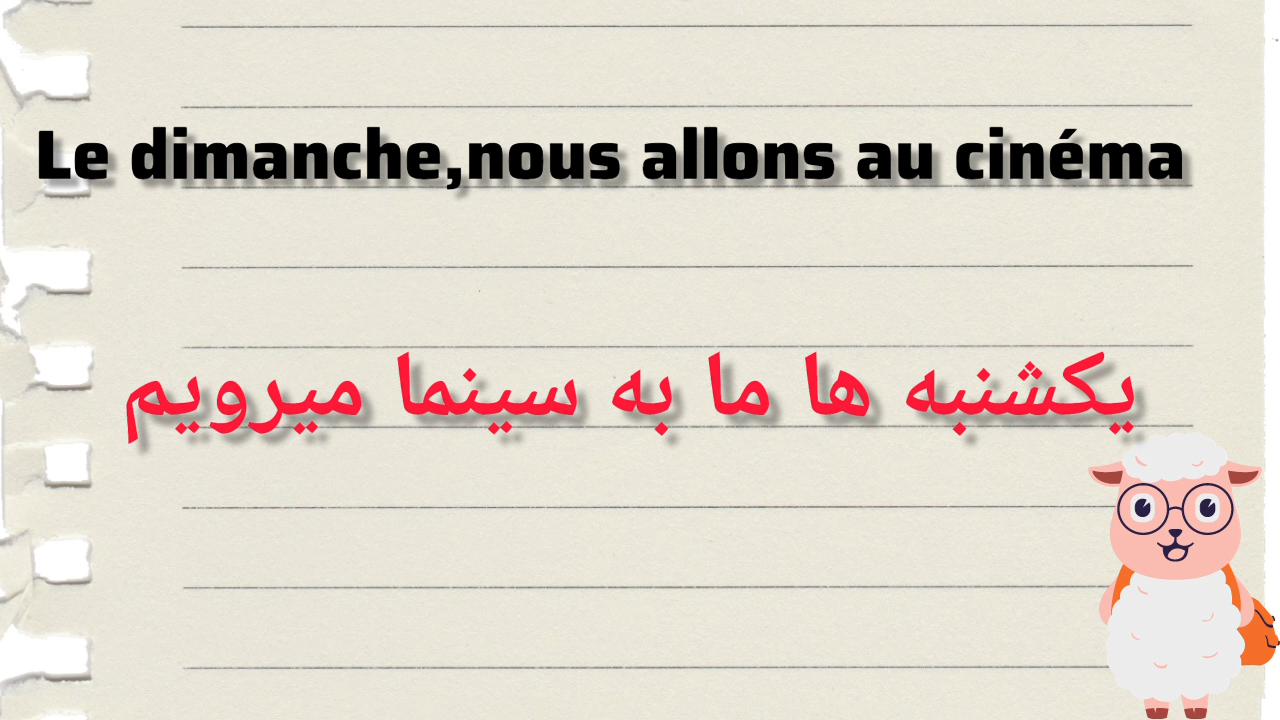 Le dimanche,nous allons au cinéma
یکشنبه ها ما به سینما میرویم